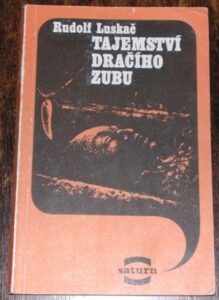 Rudolf Luskač
TAJEMSTVÍ
DRAČÍHO
ZUBU
saturn